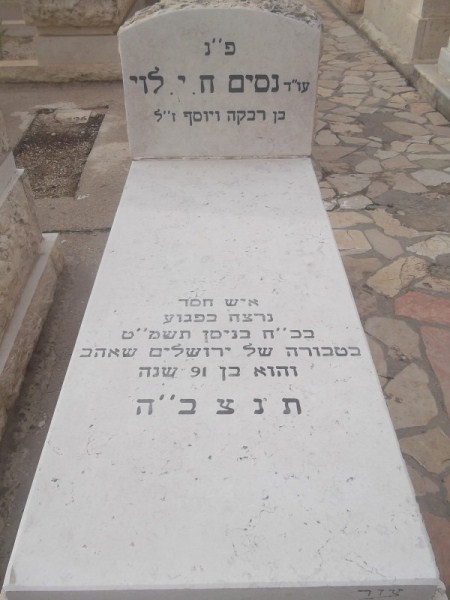 פ''נ
עו"ד נסים ח.י. לוי
בן רבקה ויוסף ז''ל
איש חסד
נרצח בפגוע
בכ''ח בניסן תשמ''ט
בטבורה של ירושלים שאהב
והוא בן 91 שנה
ת נ צ ב''ה